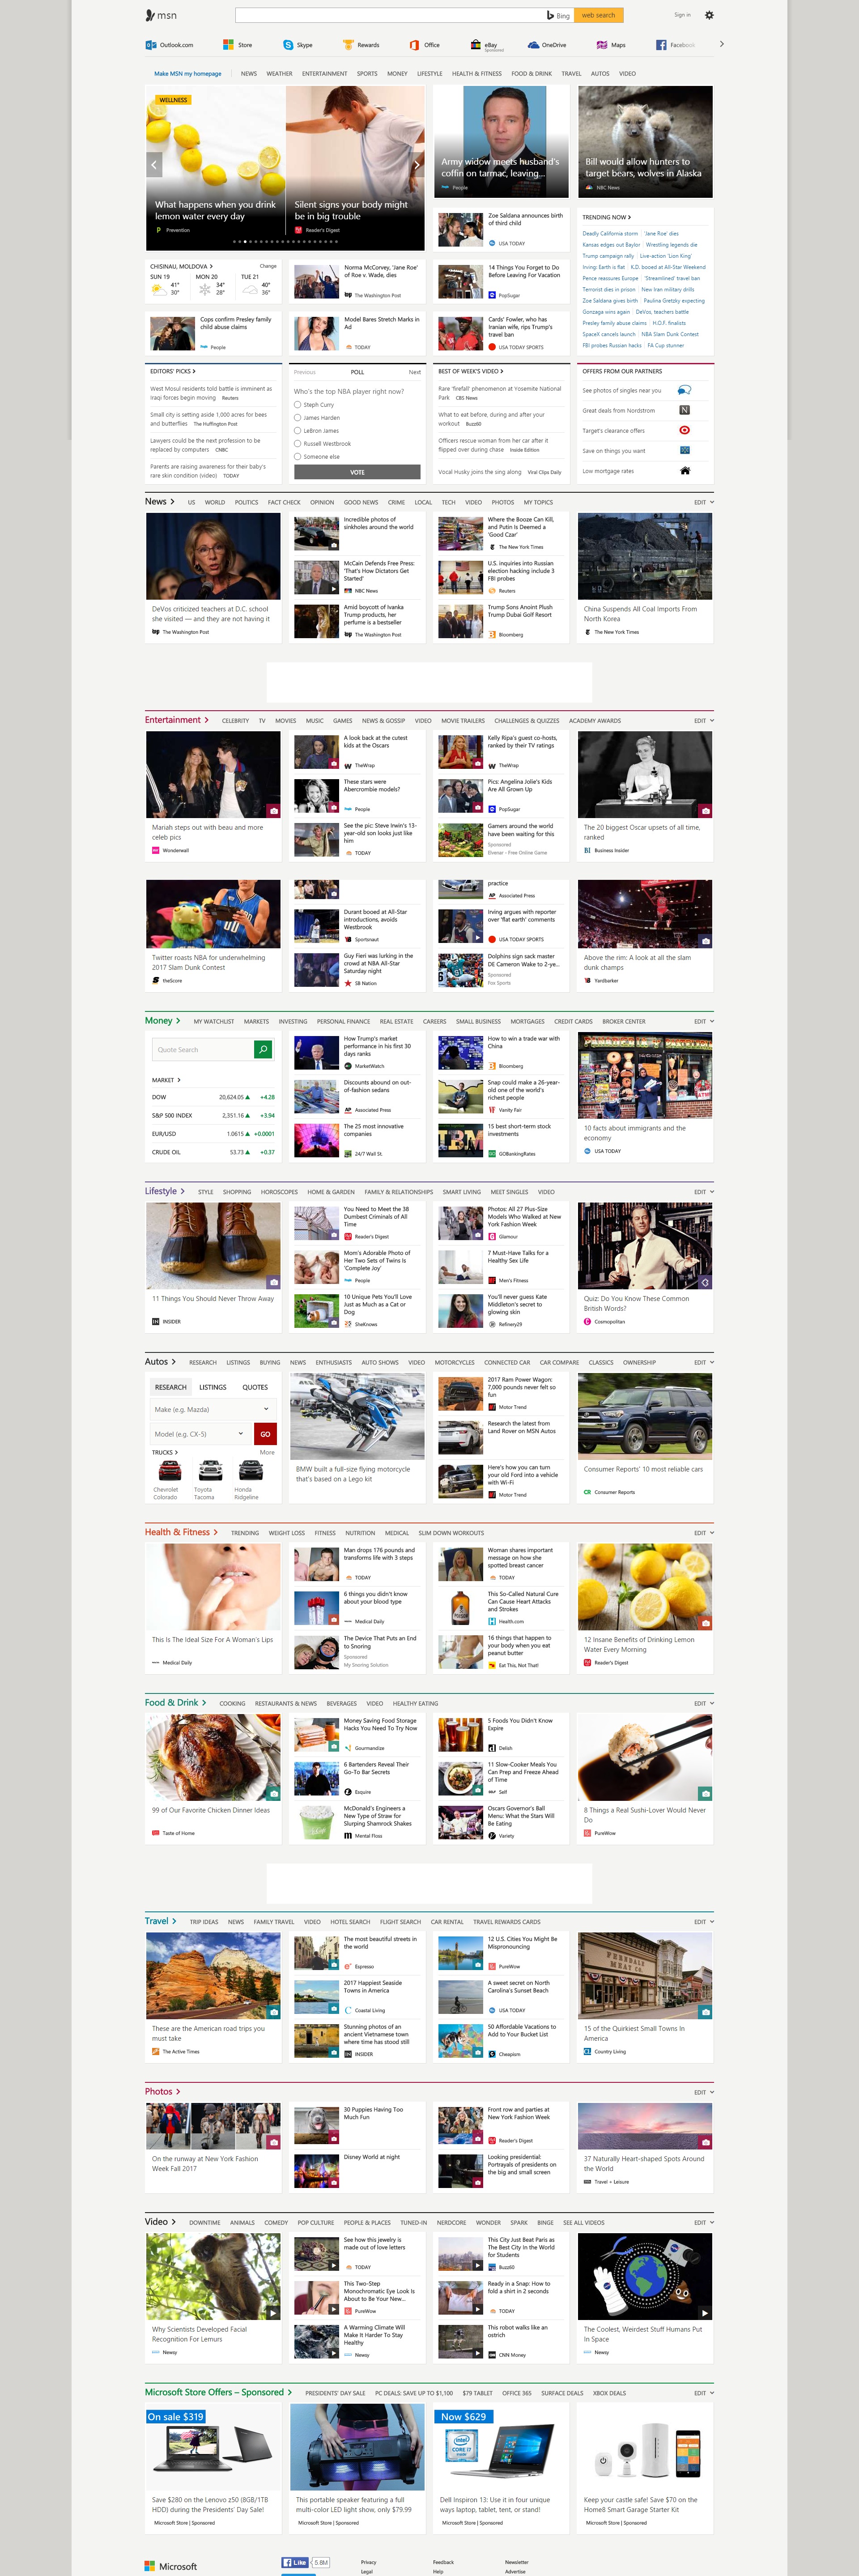 msn
Bing
web search
Sign in
Outlook.com
Store
Skype
Rewards
Office
eBay
Sponsored
OneDrive
Maps
Facebook
Make MSN my homepage
NEWS WEATHER ENTERTAINMENT SPORTS MONEY LIFESTYLE HEALTH & FITNESS FOOD & DRINK TRAVEL AUTOS VIDEO
WELLNESS
What happens when you drink
lemon water every day
Prevention
Silent signs your body might
be in big trouble
Reader's Digest
Army widow meets husband's
coffin on tarmac, leaving...
People
Bill would allow hunters to
target bears, wolves in Alaska
NBC News
Zoe Saldana announces birth
of third child
USA TODAY
TRENDING NOW
Deadly California storm | 'Jane Roe' dies
Kansas edges out Baylor | Wrestling legends die
Trump campaign rally | Live-action 'Lion King'
Irving: Earth is flat | K.D. booed at All-Star Weekend
Pence reassures Europe | 'Streamlined' travel ban
Terrorist dies in prison | New Iran military drills
Zoe Saldana gives birth | Paulina Gretzky expecting
Gonzaga wins again | DeVos, teachers battle
Presley family abuse claims | H.O.F. finalists
SpaceX cancels launch | NBA Slam Dunk Contest
FBI probes Russian hacks | FA Cup stunner
CHISINAU, MOLDOVA
Change
SUN 19 MON 20 TUE 21
41° 34° 40°
30° 28° 36°
Norma McCorvey, 'Jane Roe'
of Roe v. Wade, dies
The Washington Post
14 Things You Forget to Do
Before Leaving For Vacation
PopSugar
Cops confirm Presley family
child abuse claims
People
Model Bares Stretch Marks in
Ad
TODAY
Cards' Fowler, who has
Iranian wife, rips Trump's
travel ban
USA TODAY SPORTS
EDITORS' PICKS
West Mosul residents told battle is imminent as
Iraqi forces begin moving Reuters
Small city is setting aside 1,000 acres for bees
and butterflies The Huffington Post
Lawyers could be the next profession to be
replaced by computers CNBC
Parents are raising awareness for their baby's
rare skin condition (video) TODAY
Previous POLL Next
Who's the top NBA player right now?
Steph Curry
James Harden
LeBron James
Russell Westbrook
Someone else
VOTE
BEST OF WEEK'S VIDEO
Rare 'firefall' phenomenon at Yosemite National
Park CBS News
What to eat before, during and after your
workout Buzz60
Officers rescue woman from her car after it
flipped over during chase Inside Edition
Vocal Husky joins the sing along Viral Clips Daily
OFFERS FROM OUR PARTNERS
See photos of singles near you
Great deals from Nordstrom
Target's clearance offers
Save on things you want
Low mortgage rates
News
US WORLD POLITICS FACT CHECK OPINION GOOD NEWS CRIME LOCAL TECH VIDEO PHOTOS MY TOPICS
EDIT
DeVos criticized teachers at D.C. school
she visited — and they are not having it
The Washington Post
Incredible photos of
sinkholes around the world
McCain Defends Free Press:
'That's How Dictators Get
Started'
NBC News
Amid boycott of Ivanka
Trump products, her
perfume is a bestseller
The Washington Post
Where the Booze Can Kill,
and Putin Is Deemed a
'Good Czar'
The New York Times
U.S. inquiries into Russian
election hacking include 3
FBI probes
Reuters
Trump Sons Anoint Plush
Trump Dubai Golf Resort
Bloomberg
China Suspends All Coal Imports From
North Korea
The New York Times
Entertainment
CELEBRITY TV MOVIES MUSIC GAMES NEWS & GOSSIP VIDEO MOVIE TRAILERS CHALLENGES & QUIZZES ACADEMY AWARDS
EDIT
Mariah steps out with beau and more
celeb pics
Wonderwall
A look back at the cutest
kids at the Oscars
TheWrap
These stars were
Abercrombie models?
People
See the pic: Steve Irwin's 13-
year-old son looks just like
him
TODAY
Kelly Ripa's guest co-hosts,
ranked by their TV ratings
TheWrap
Pics: Angelina Jolie's Kids
Are All Grown Up
PopSugar
Gamers around the world
have been waiting for this
Sponsored
Elvenar - Free Online Game
The 20 biggest Oscar upsets of all time,
ranked
Business Insider
Twitter roasts NBA for underwhelming
2017 Slam Dunk Contest
theScore
Durant booed at All-Star
introductions, avoids
Westbrook
Sportsnaut
Guy Fieri was lurking in the
crowd at NBA All-Star
Saturday night
SB Nation
practice
Associated Press
Irving argues with reporter
over 'flat earth' comments
USA TODAY SPORTS
Dolphins sign sack master
DE Cameron Wake to 2-ye...
Sponsored
Fox Sports
Above the rim: A look at all the slam
dunk champs
Yardbarker
Money
MY WATCHLIST MARKETS INVESTING PERSONAL FINANCE REAL ESTATE CAREERS SMALL BUSINESS MORTGAGES CREDIT CARDS BROKER CENTER
EDIT
Quote Search
MARKET
DOW 20,624.05 +4.28
S&P 500 INDEX 2,351.16 +3.94
EUR/USD 1.0615 +0.0001
CRUDE OIL 53.73 +0.37
How Trump's market
performance in his first 30
days ranks
MarketWatch
Discounts abound on out-
of-fashion sedans
Associated Press
The 25 most innovative
companies
24/7 Wall St.
How to win a trade war with
China
Bloomberg
Snap could make a 26-year-
old one of the world's
richest people
Vanity Fair
15 best short-term stock
investments
GOBankingRates
10 facts about immigrants and the
economy
USA TODAY
Lifestyle
STYLE SHOPPING HOROSCOPES HOME & GARDEN FAMILY & RELATIONSHIPS SMART LIVING MEET SINGLES VIDEO
EDIT
11 Things You Should Never Throw Away
INSIDER
You Need to Meet the 38
Dumbest Criminals of All
Time
Reader's Digest
Mom's Adorable Photo of
Her Two Sets of Twins Is
'Complete Joy'
People
10 Unique Pets You'll Love
Just as Much as a Cat or
Dog
SheKnows
Photos: All 27 Plus-Size
Models Who Walked at New
York Fashion Week
Glamour
7 Must-Have Talks for a
Healthy Sex Life
Men's Fitness
You'll never guess Kate
Middleton's secret to
glowing skin
Refinery29
Quiz: Do You Know These Common
British Words?
Cosmopolitan
Autos
RESEARCH LISTINGS BUYING NEWS ENTHUSIASTS AUTO SHOWS VIDEO MOTORCYCLES CONNECTED CAR CAR COMPARE CLASSICS OWNERSHIP
EDIT
RESEARCH LISTINGS QUOTES
Make (e.g. Mazda)
Model (e.g. CX-5)
GO
TRUCKS
More
Chevrolet
Colorado
Toyota
Tacoma
Honda
Ridgeline
BMW built a full-size flying motorcycle
that's based on a Lego kit
2017 Ram Power Wagon:
7,000 pounds never felt so
fun
Motor Trend
Research the latest from
Land Rover on MSN Autos
Here's how you can turn
your old Ford into a vehicle
with Wi-Fi
Motor Trend
Consumer Reports' 10 most reliable cars
Consumer Reports
Health & Fitness
TRENDING WEIGHT LOSS FITNESS NUTRITION MEDICAL SLIM DOWN WORKOUTS
EDIT
This Is The Ideal Size For A Woman's Lips
Medical Daily
Man drops 176 pounds and
transforms life with 3 steps
TODAY
6 things you didn't know
about your blood type
Medical Daily
The Device That Puts an End
to Snoring
Sponsored
My Snoring Solution
Woman shares important
message on how she
spotted breast cancer
TODAY
This So-Called Natural Cure
Can Cause Heart Attacks
and Strokes
Health.com
16 things that happen to
your body when you eat
peanut butter
Eat This, Not That!
12 Insane Benefits of Drinking Lemon
Water Every Morning
Reader's Digest
Food & Drink
COOKING RESTAURANTS & NEWS BEVERAGES VIDEO HEALTHY EATING
EDIT
99 of Our Favorite Chicken Dinner Ideas
Taste of Home
Money Saving Food Storage
Hacks You Need To Try Now
Gourmandize
6 Bartenders Reveal Their
Go-To Bar Secrets
Esquire
McDonald's Engineers a
New Type of Straw for
Slurping Shamrock Shakes
Mental Floss
5 Foods You Didn't Know
Expire
Delish
11 Slow-Cooker Meals You
Can Prep and Freeze Ahead
of Time
Self
Oscars Governor's Ball
Menu: What the Stars Will
Be Eating
Variety
8 Things a Real Sushi-Lover Would Never
Do
PureWow
Travel
TRIP IDEAS NEWS FAMILY TRAVEL VIDEO HOTEL SEARCH FLIGHT SEARCH CAR RENTAL TRAVEL REWARDS CARDS
EDIT
These are the American road trips you
must take
The Active Times
The most beautiful streets in
the world
Espresso
2017 Happiest Seaside
Towns in America
Coastal Living
Stunning photos of an
ancient Vietnamese town
where time has stood still
INSIDER
12 U.S. Cities You Might Be
Mispronouncing
PureWow
A sweet secret on North
Carolina's Sunset Beach
USA TODAY
50 Affordable Vacations to
Add to Your Bucket List
Cheapism
15 of the Quirkiest Small Towns In
America
Country Living
Photos
EDIT
On the runway at New York Fashion
Week Fall 2017
30 Puppies Having Too
Much Fun
Disney World at night
Front row and parties at
New York Fashion Week
Reader's Digest
Looking presidential:
Portrayals of presidents on
the big and small screen
37 Naturally Heart-shaped Spots Around
the World
Travel + Leisure
Video
DOWNTIME ANIMALS COMEDY POP CULTURE PEOPLE & PLACES TUNED-IN NERDCORE WONDER SPARK BINGE SEE ALL VIDEOS
EDIT
Why Scientists Developed Facial
Recognition For Lemurs
Newsy
See how this jewelry is
made out of love letters
TODAY
This Two-Step
Monochromatic Eye Look Is
About to Be Your New...
PureWow
A Warming Climate Will
Make It Harder To Stay
Healthy
Newsy
This City Just Beat Paris as
The Best City In the World
for Students
Buzz60
Ready in a Snap: How to
fold a shirt in 2 seconds
TODAY
This robot walks like an
ostrich
CNN Money
The Coolest, Weirdest Stuff Humans Put
In Space
Newsy
Microsoft Store Offers – Sponsored
PRESIDENTS' DAY SALE PC DEALS: SAVE UP TO $1,100 $79 TABLET OFFICE 365 SURFACE DEALS XBOX DEALS
EDIT
On sale $319
Save $280 on the Lenovo z50 (8GB/1TB
HDD) during the Presidents' Day Sale!
Microsoft Store | Sponsored
This portable speaker featuring a full
multi-color LED light show, only $79.99
Microsoft Store | Sponsored
Now $629
Dell Inspiron 13: Use it in four unique
ways laptop, tablet, tent, or stand!
Microsoft Store | Sponsored
Keep your castle safe! Save $70 on the
Home8 Smart Garage Starter Kit
Microsoft Store | Sponsored
Microsoft
Like 5.8M
Privacy
Legal
Feedback
Help
Newsletter
Advertise